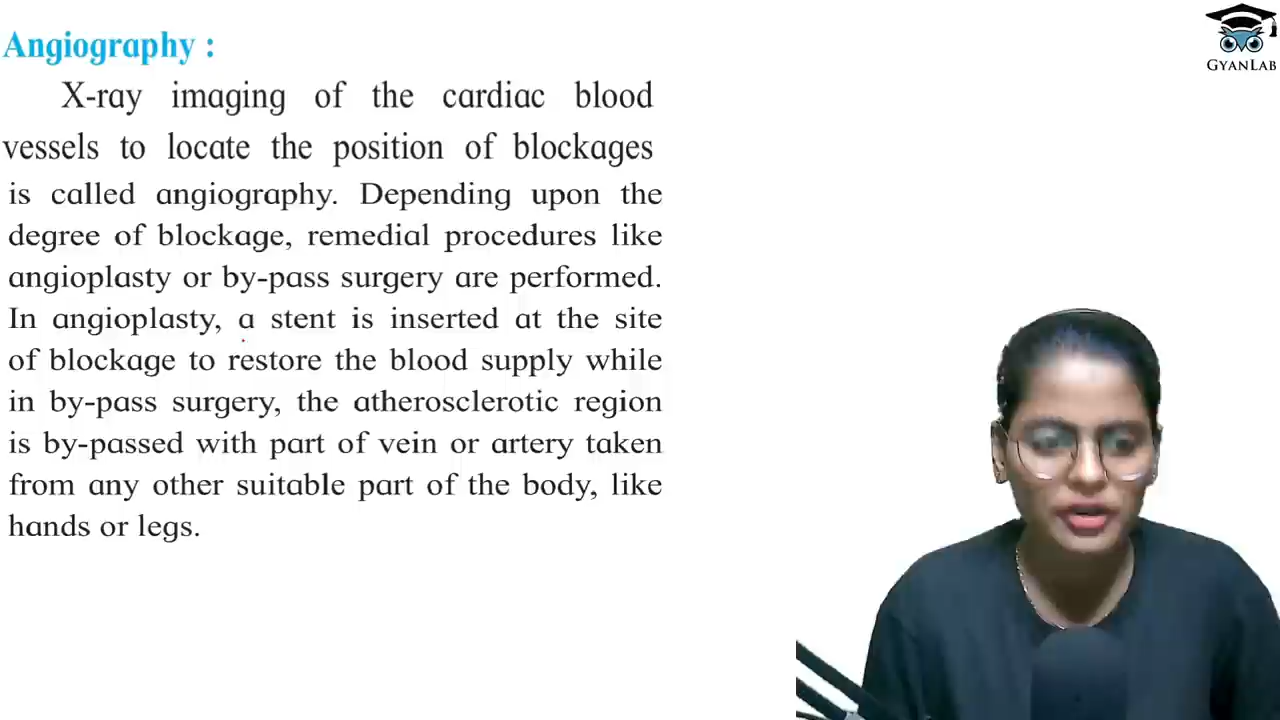 Angiography :
X-ray imaging of the cardiac blood
vessels to locate the position of blockages
is called angiography. Depending upon the
degree of blockage, remedial procedures like
angioplasty or by-pass surgery are performed.
In angioplasty, a stent is inserted at the site
of blockage to restore the blood supply while
in by-pass surgery, the atherosclerotic region
is by-passed with part of vein or artery taken
from any other suitable part of the body, like
hands or legs.
GYANLAB